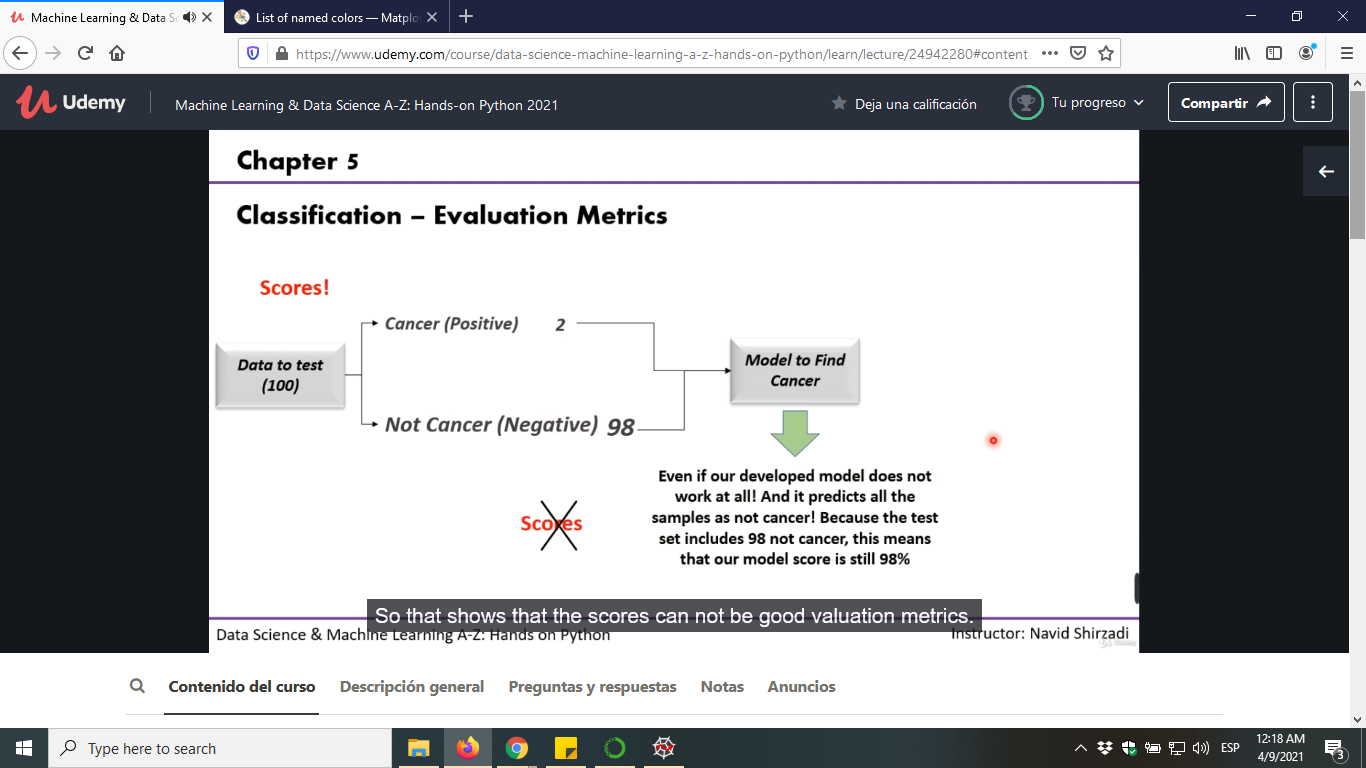 Machine Learning & Data Sc
List of named colors — Matplo
https://www.udemy.com/course/data-science-machine-learning-a-z-hands-on-python/learn/lecture/24942280#content
Udemy
Machine Learning & Data Science A-Z: Hands-on Python 2021
Deja una calificación
Tu progreso
Compartir
Chapter 5
Classification – Evaluation Metrics
Scores!
Cancer (Positive) 2
Data to test
(100)
Model to Find
Cancer
Not Cancer (Negative) 98
Even if our developed model does not
work at all! And it predicts all the
samples as not cancer! Because the test
set includes 98 not cancer, this means
that our model score is still 98%
Scores
So that shows that the scores can not be good valuation metrics.
Data Science & Machine Learning A-Z: Hands on Python
Instructor: Navid Shirzadi
Udemy
Contenido del curso
Descripción general
Preguntas y respuestas
Notas
Anuncios
Type here to search
ESP
12:18 AM
4/9/2021
3